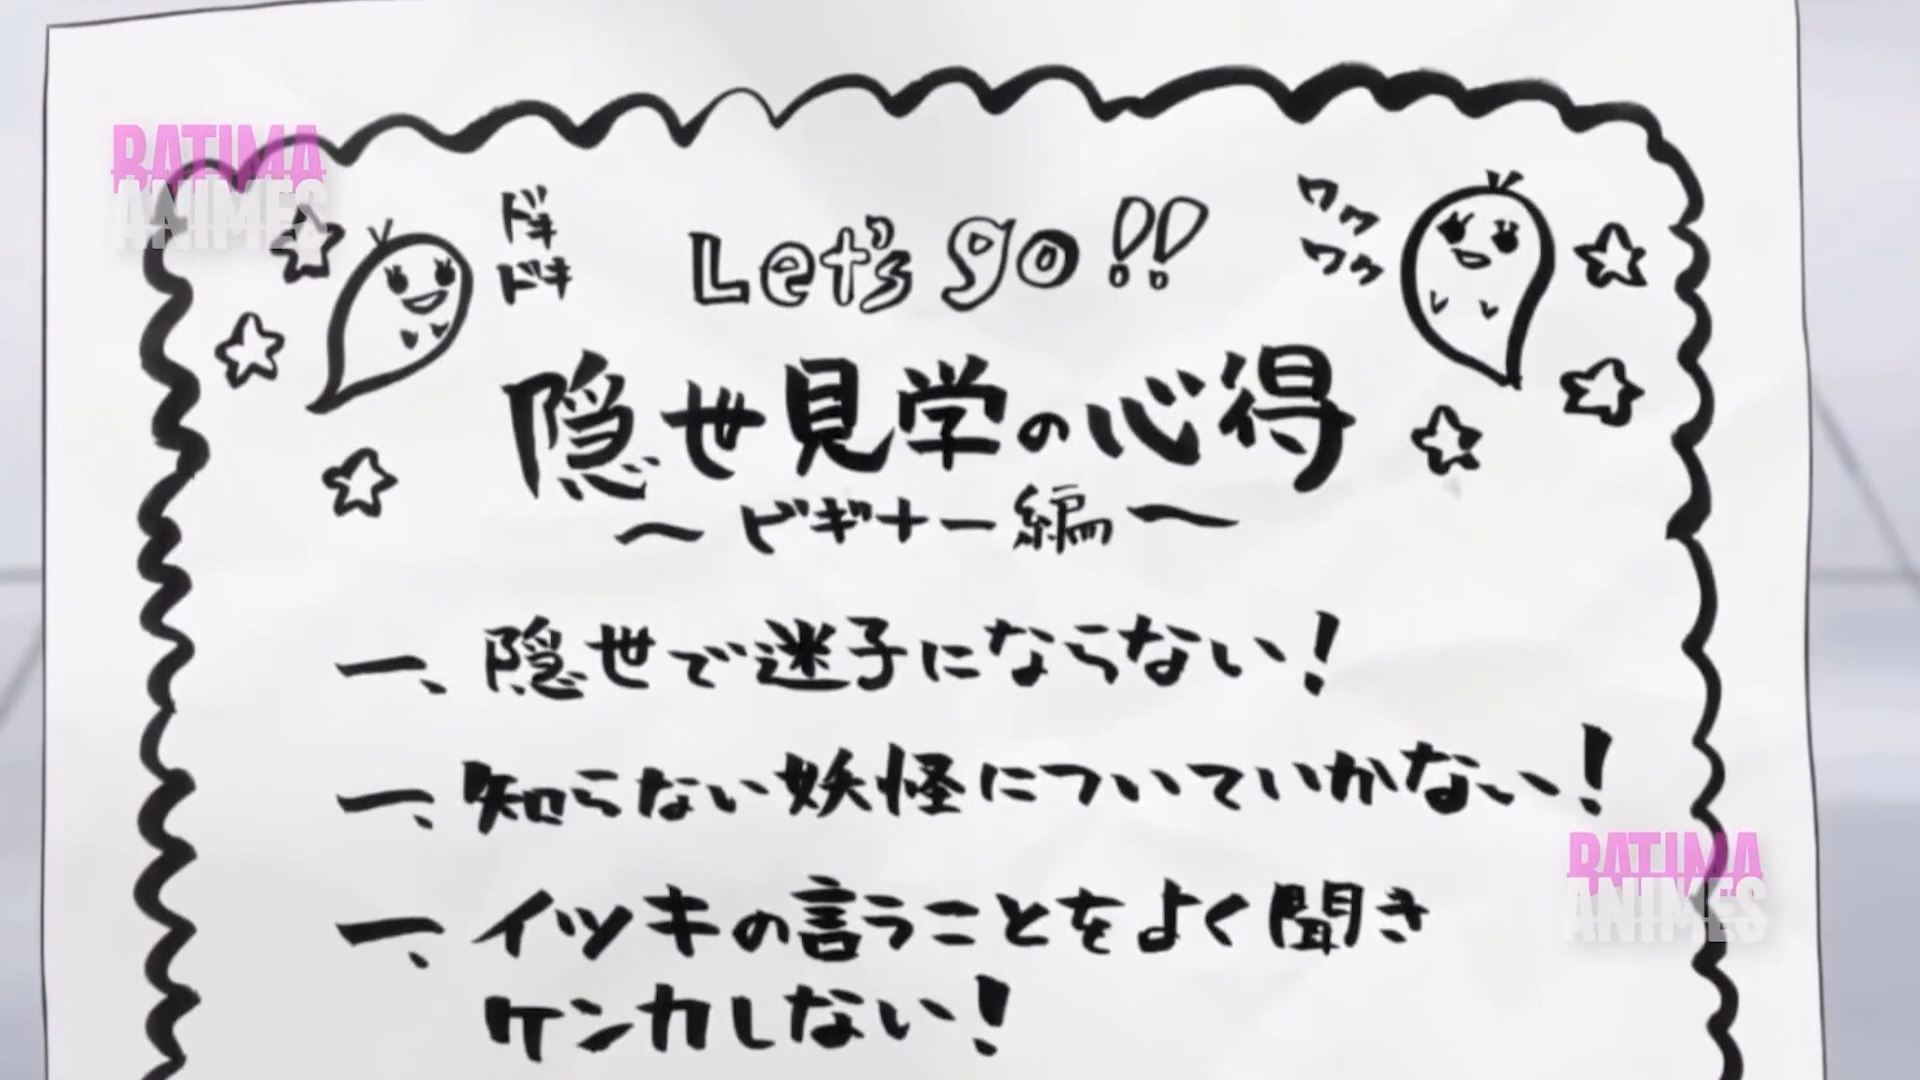 BATIMA
ANIMES
ドキ
ドキ
Let's go!!
ワク
ワク
隠世見学の心得
〜ビギナー編〜
一、隠世で迷子にならない！
一、知らない妖怪についていかない！
一、イツキの言うことをよく聞き
ケンカしない！
BATIMA
ANIMES